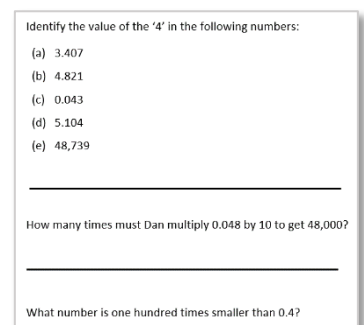 Identify the value of the ‘4’ in the following numbers:
(a) 3.407
(b) 4.821
(c) 0.043
(d) 5.104
(e) 48,739
How many times must Dan multiply 0.048 by 10 to get 48,000?
What number is one hundred times smaller than 0.4?